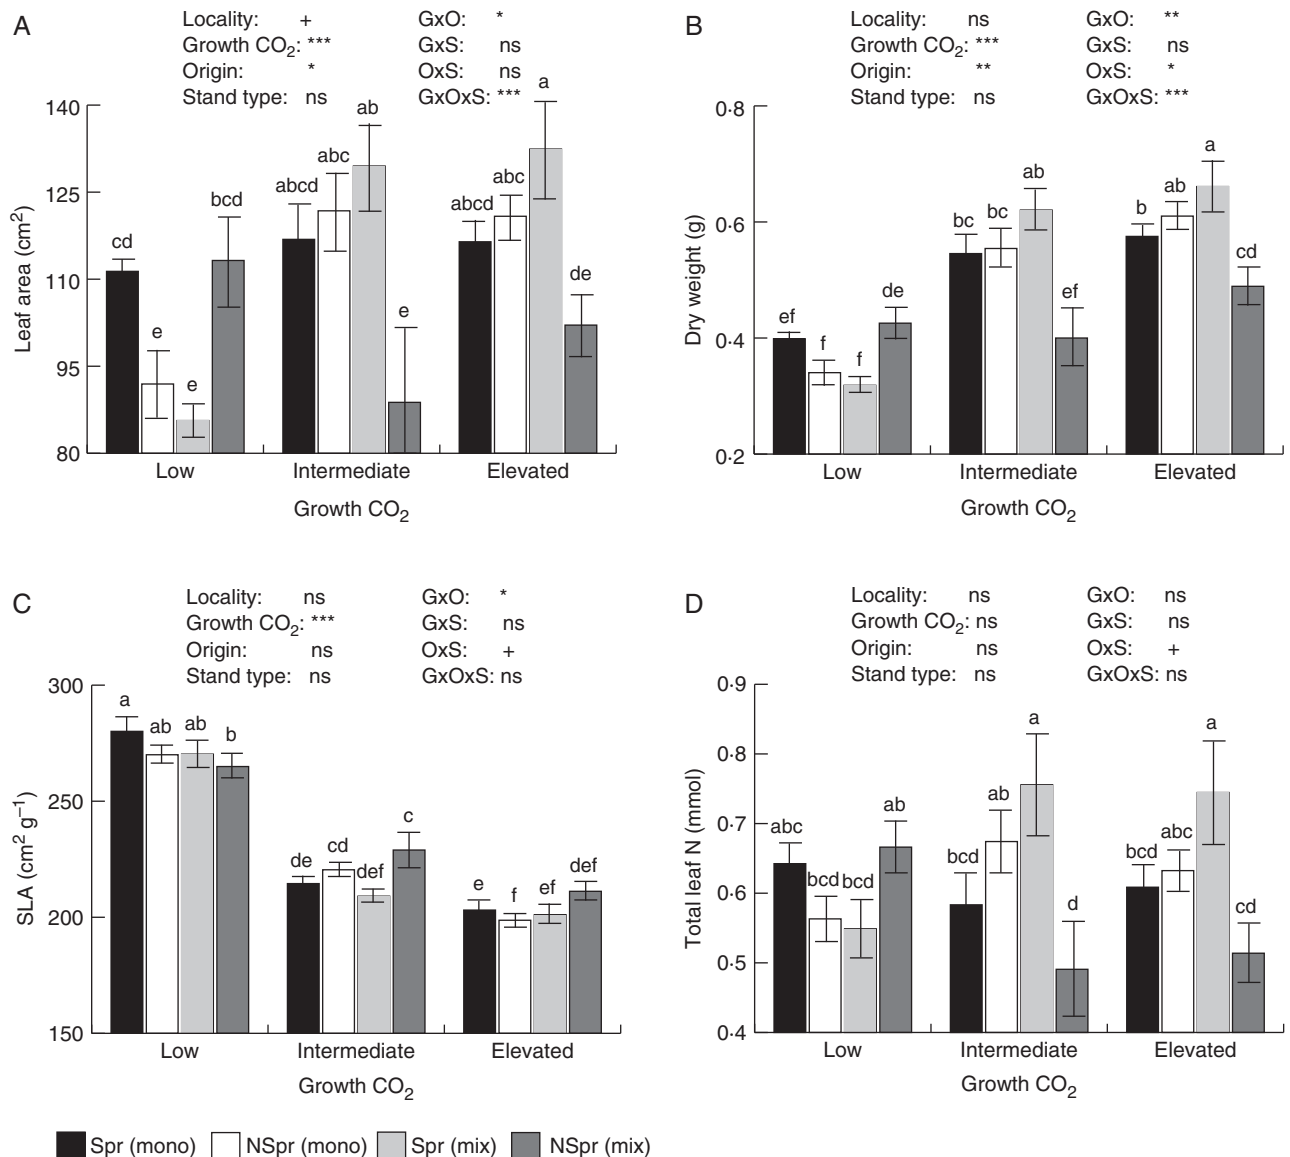 A
Locality: + GxO: *
Growth CO2: *** GxS: ns
Origin: * OxS: ns
Stand type: ns GxOxS: ***
Leaf area (cm2)
140
125
110
95
80
cd e e bcd
abcd abc ab e
abcd abc a de
Low Intermediate Elevated
Growth CO2
B
Locality: ns GxO: **
Growth CO2: *** GxS: ns
Origin: ** OxS: *
Stand type: ns GxOxS: ***
Dry weight (g)
0·8
0·6
0·4
0·2
ef f f de
bc bc ab ef
b ab a cd
Low Intermediate Elevated
Growth CO2
C
Locality: ns GxO: *
Growth CO2: *** GxS: ns
Origin: ns OxS: +
Stand type: ns GxOxS: ns
SLA (cm2 g–1)
300
250
200
150
a ab ab b
de cd def c
e f ef def
Low Intermediate Elevated
Growth CO2
D
Locality: ns GxO: ns
Growth CO2: ns GxS: ns
Origin: ns OxS: +
Stand type: ns GxOxS: ns
Total leaf N (mmol)
0·9
0·8
0·7
0·6
0·5
0·4
abc bcd bcd ab
bcd ab a d
bcd abc a cd
Low Intermediate Elevated
Growth CO2
Spr (mono) NSpr (mono) Spr (mix) NSpr (mix)